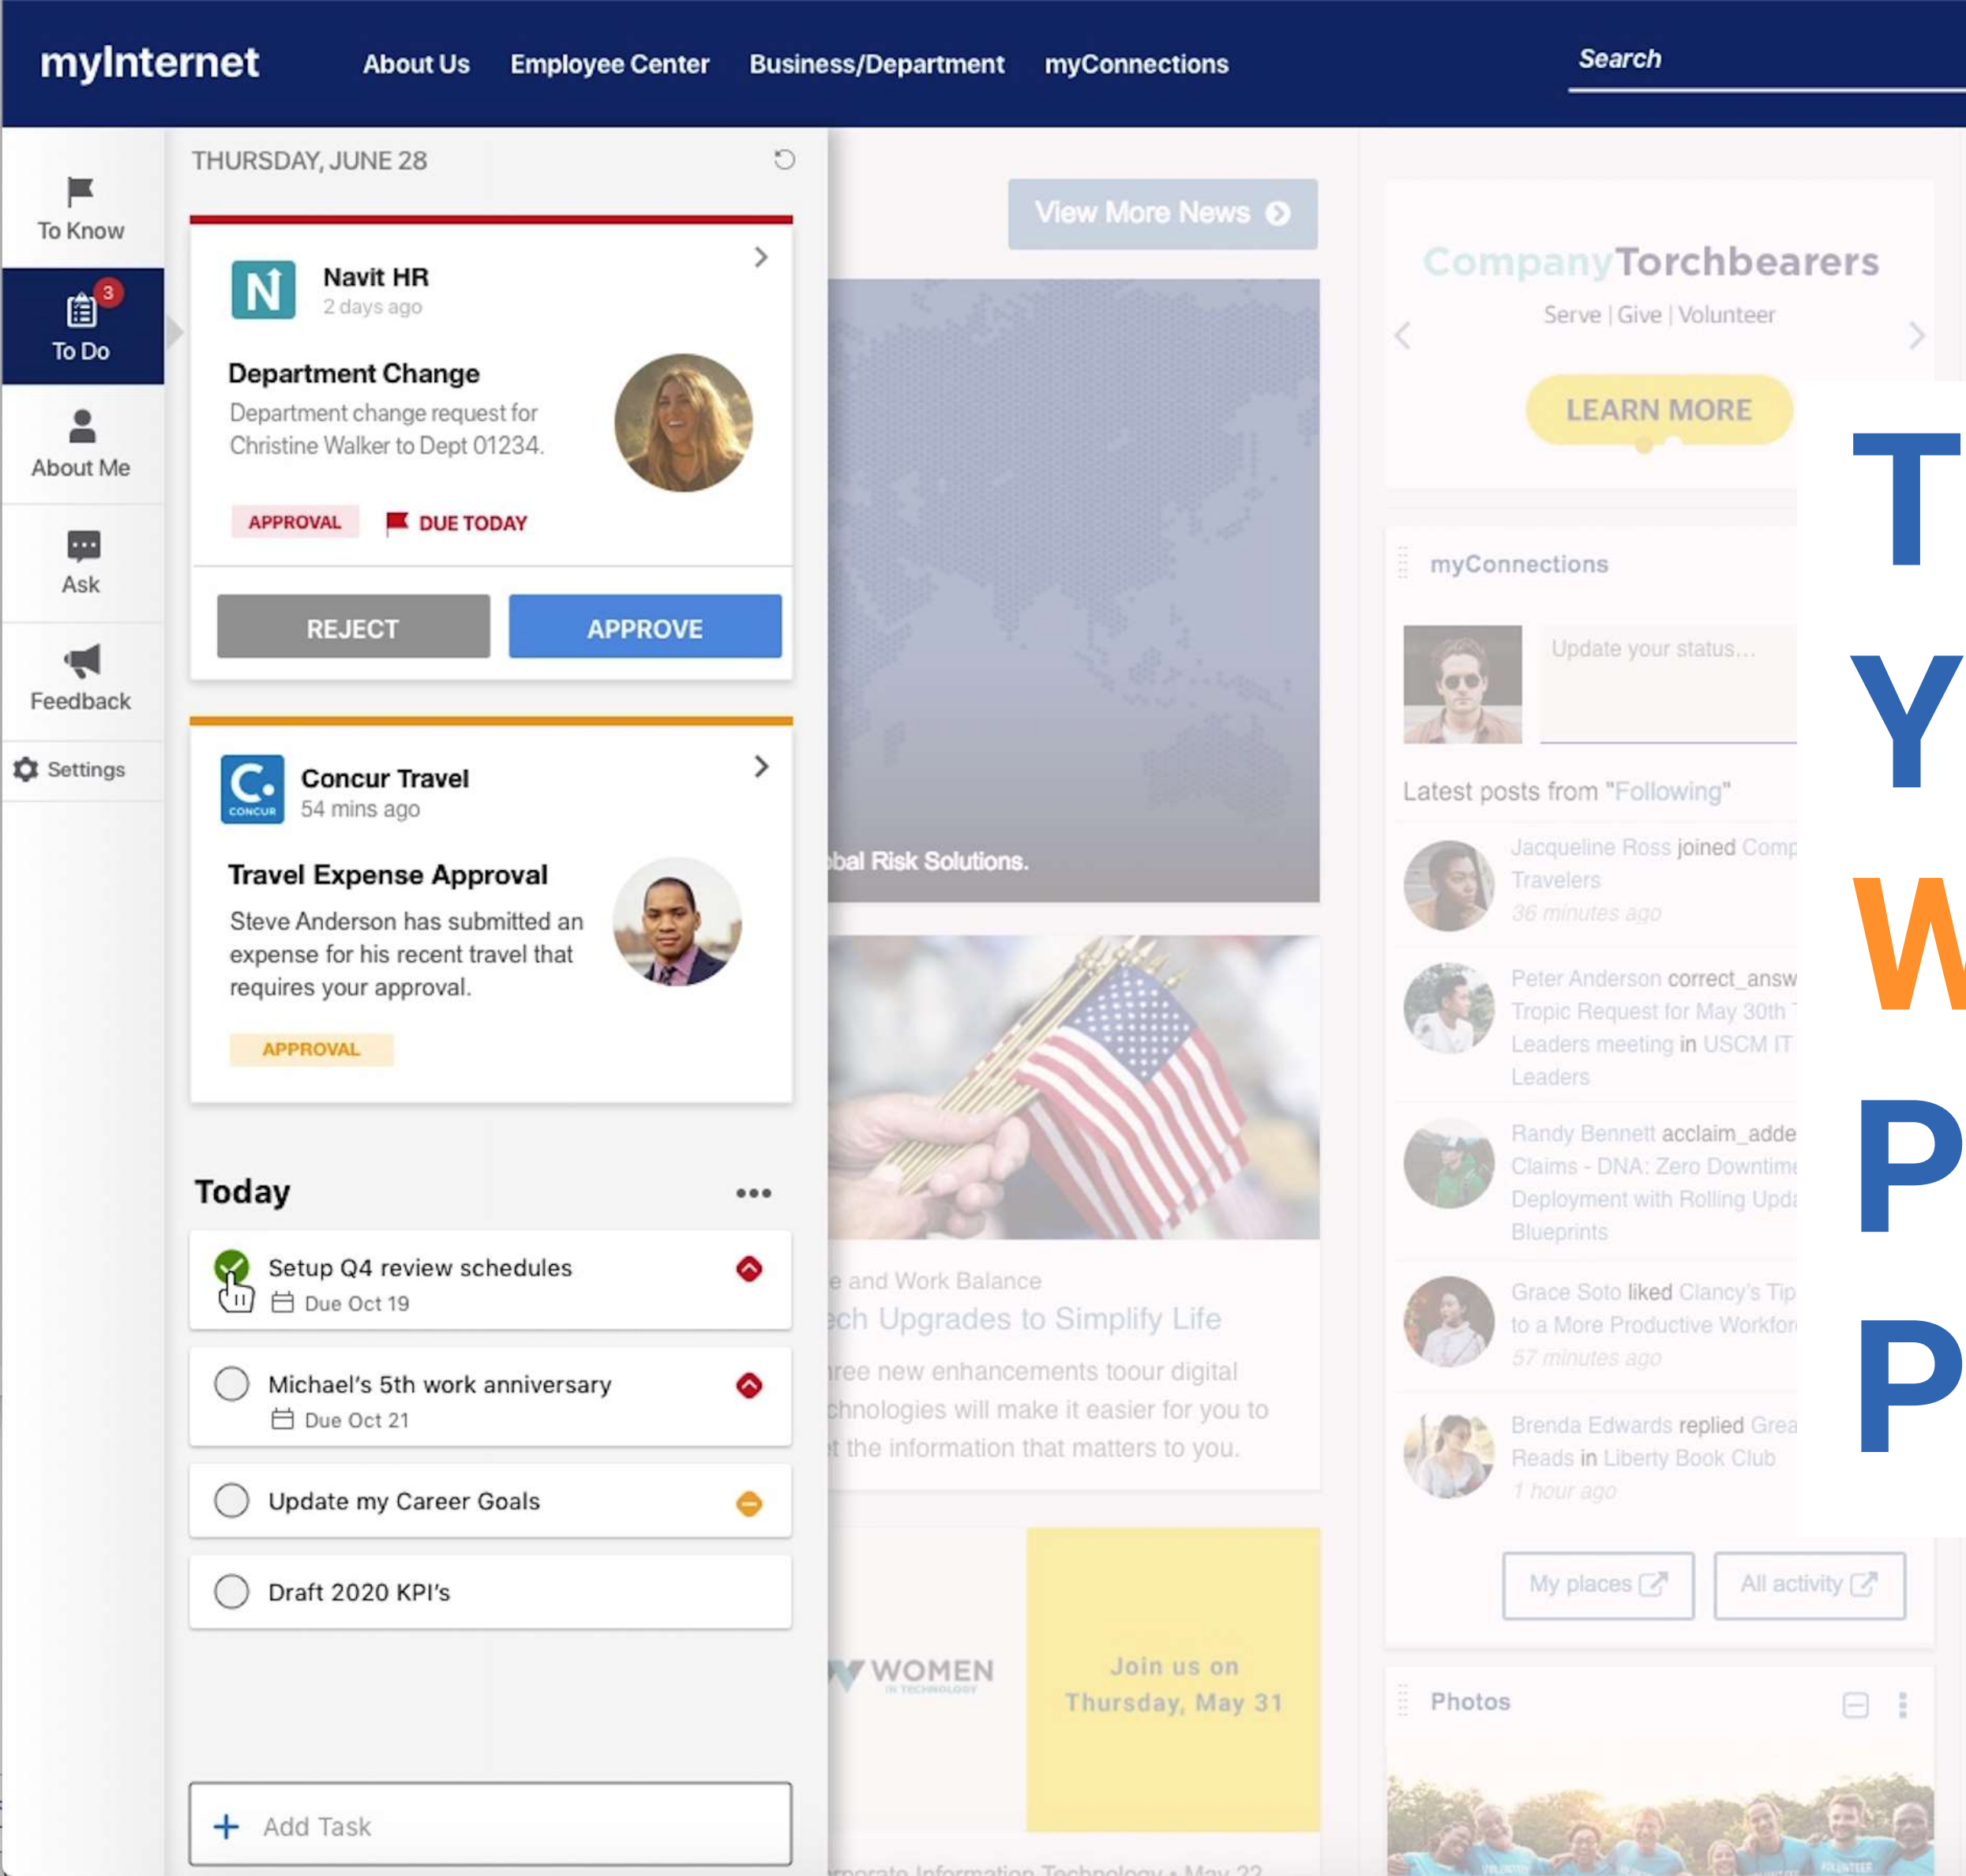 myInternet
About Us
Employee Center
Business/Department
myConnections
Search
To Know
3
To Do
About Me
Ask
Feedback
Settings
THURSDAY, JUNE 28
N
Navit HR
2 days ago
Department Change
Department change request for
Christine Walker to Dept 01234.
APPROVAL
DUE TODAY
REJECT
APPROVE
C.
CONCUR
Concur Travel
54 mins ago
Travel Expense Approval
Steve Anderson has submitted an
expense for his recent travel that
requires your approval.
APPROVAL
Today
Setup Q4 review schedules
Due Oct 19
Michael's 5th work anniversary
Due Oct 21
Update my Career Goals
Draft 2020 KPI's
+ Add Task
View More News
bal Risk Solutions.
e and Work Balance
ech Upgrades to Simplify Life
ree new enhancements toour digital
chnologies will make it easier for you to
t the information that matters to you.
WOMEN
IN TECHNOLOGY
Join us on
Thursday, May 31
rporate Information Technology • May 22
CompanyTorchbearers
Serve | Give | Volunteer
LEARN MORE
myConnections
Update your status...
Latest posts from "Following"
Jacqueline Ross joined Comp
Travelers
36 minutes ago
Peter Anderson correct_answ
Tropic Request for May 30th
Leaders meeting in USCM IT
Leaders
Randy Bennett acclaim_adde
Claims - DNA: Zero Downtime
Deployment with Rolling Upda
Blueprints
Grace Soto liked Clancy's Tip
to a More Productive Workfor
57 minutes ago
Brenda Edwards replied Grea
Reads in Liberty Book Club
1 hour ago
My places
All activity
Photos
T
Y
W
P
P